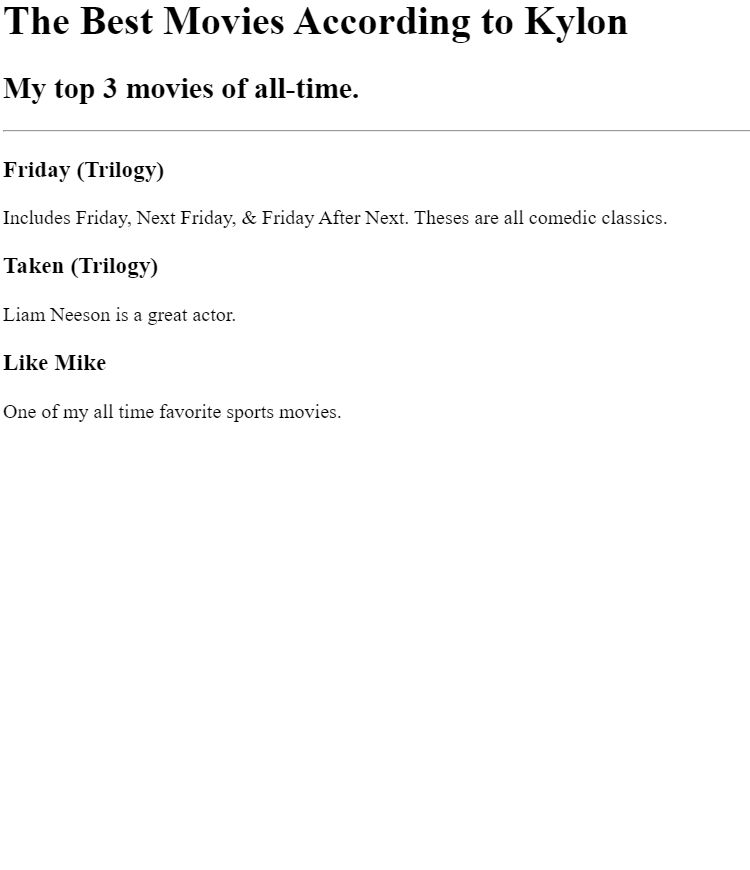 The Best Movies According to Kylon
My top 3 movies of all-time.
Friday (Trilogy)
Includes Friday, Next Friday, & Friday After Next. Theses are all comedic classics.
Taken (Trilogy)
Liam Neeson is a great actor.
Like Mike
One of my all time favorite sports movies.